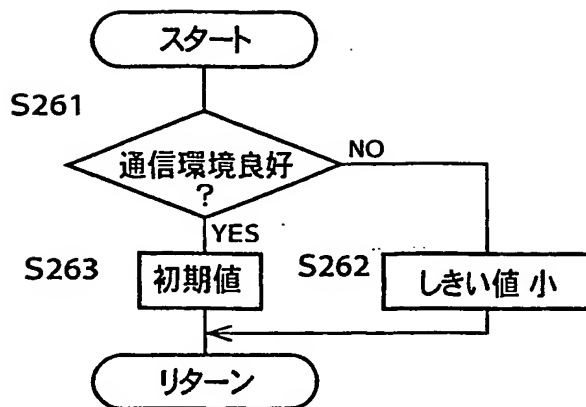 スタート
S261
通信環境良好
?
NO
YES
S263
初期値
S262
しきい値 小
リターン